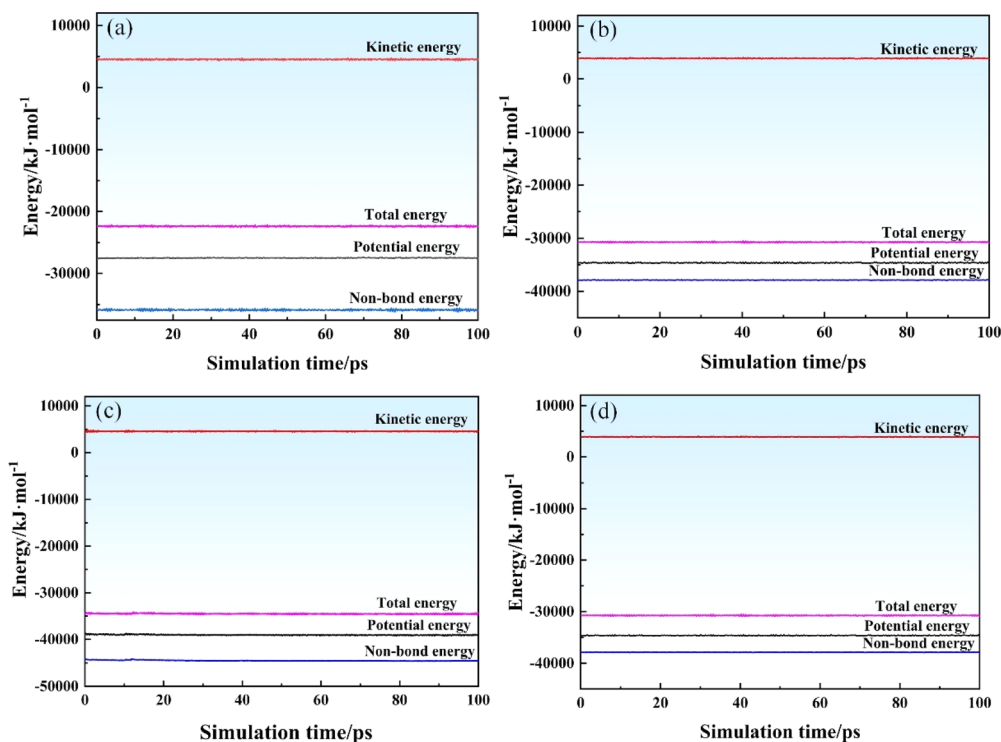 (a)
Kinetic energy
Total energy
Potential energy
Non-bond energy
10000
0
-10000
-20000
-30000
Energy/kJ·mol⁻¹
0 20 40 60 80 100
Simulation time/ps
(b)
Kinetic energy
Total energy
Potential energy
Non-bond energy
10000
0
-10000
-20000
-30000
-40000
Energy/kJ·mol⁻¹
0 20 40 60 80 100
Simulation time/ps
(c)
Kinetic energy
Total energy
Potential energy
Non-bond energy
10000
0
-10000
-20000
-30000
-40000
-50000
Energy/kJ·mol⁻¹
0 20 40 60 80 100
Simulation time/ps
(d)
Kinetic energy
Total energy
Potential energy
Non-bond energy
10000
0
-10000
-20000
-30000
-40000
Energy/kJ·mol⁻¹
0 20 40 60 80 100
Simulation time/ps